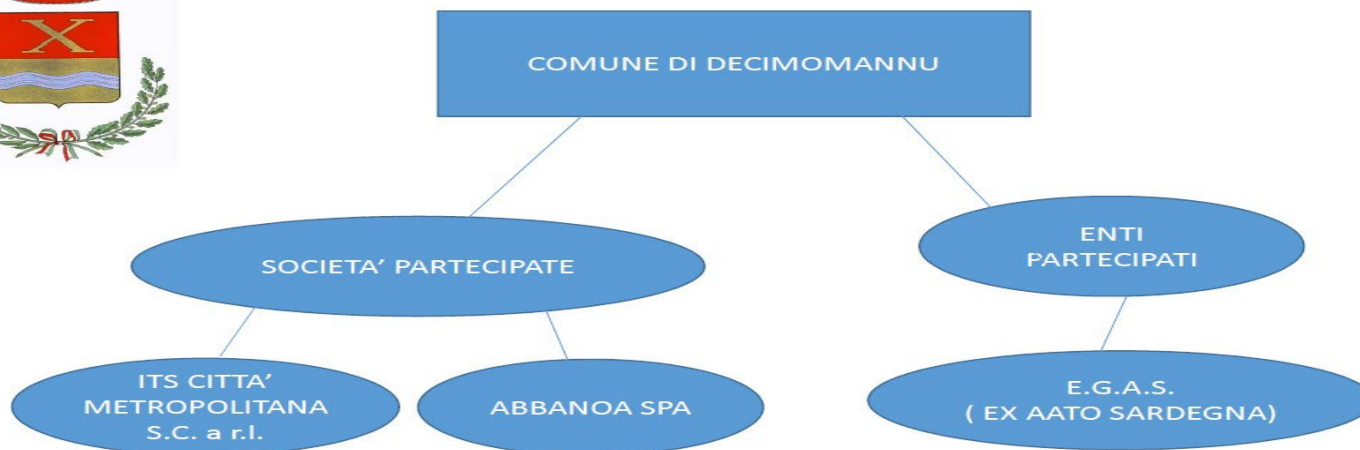 X
COMUNE DI DECIMOMANNU
SOCIETA’ PARTECIPATE
ENTI
PARTECIPATI
ITS CITTA’
METROPOLITANA
S.C. a r.l.
ABBANOA SPA
E.G.A.S.
( EX AATO SARDEGNA)